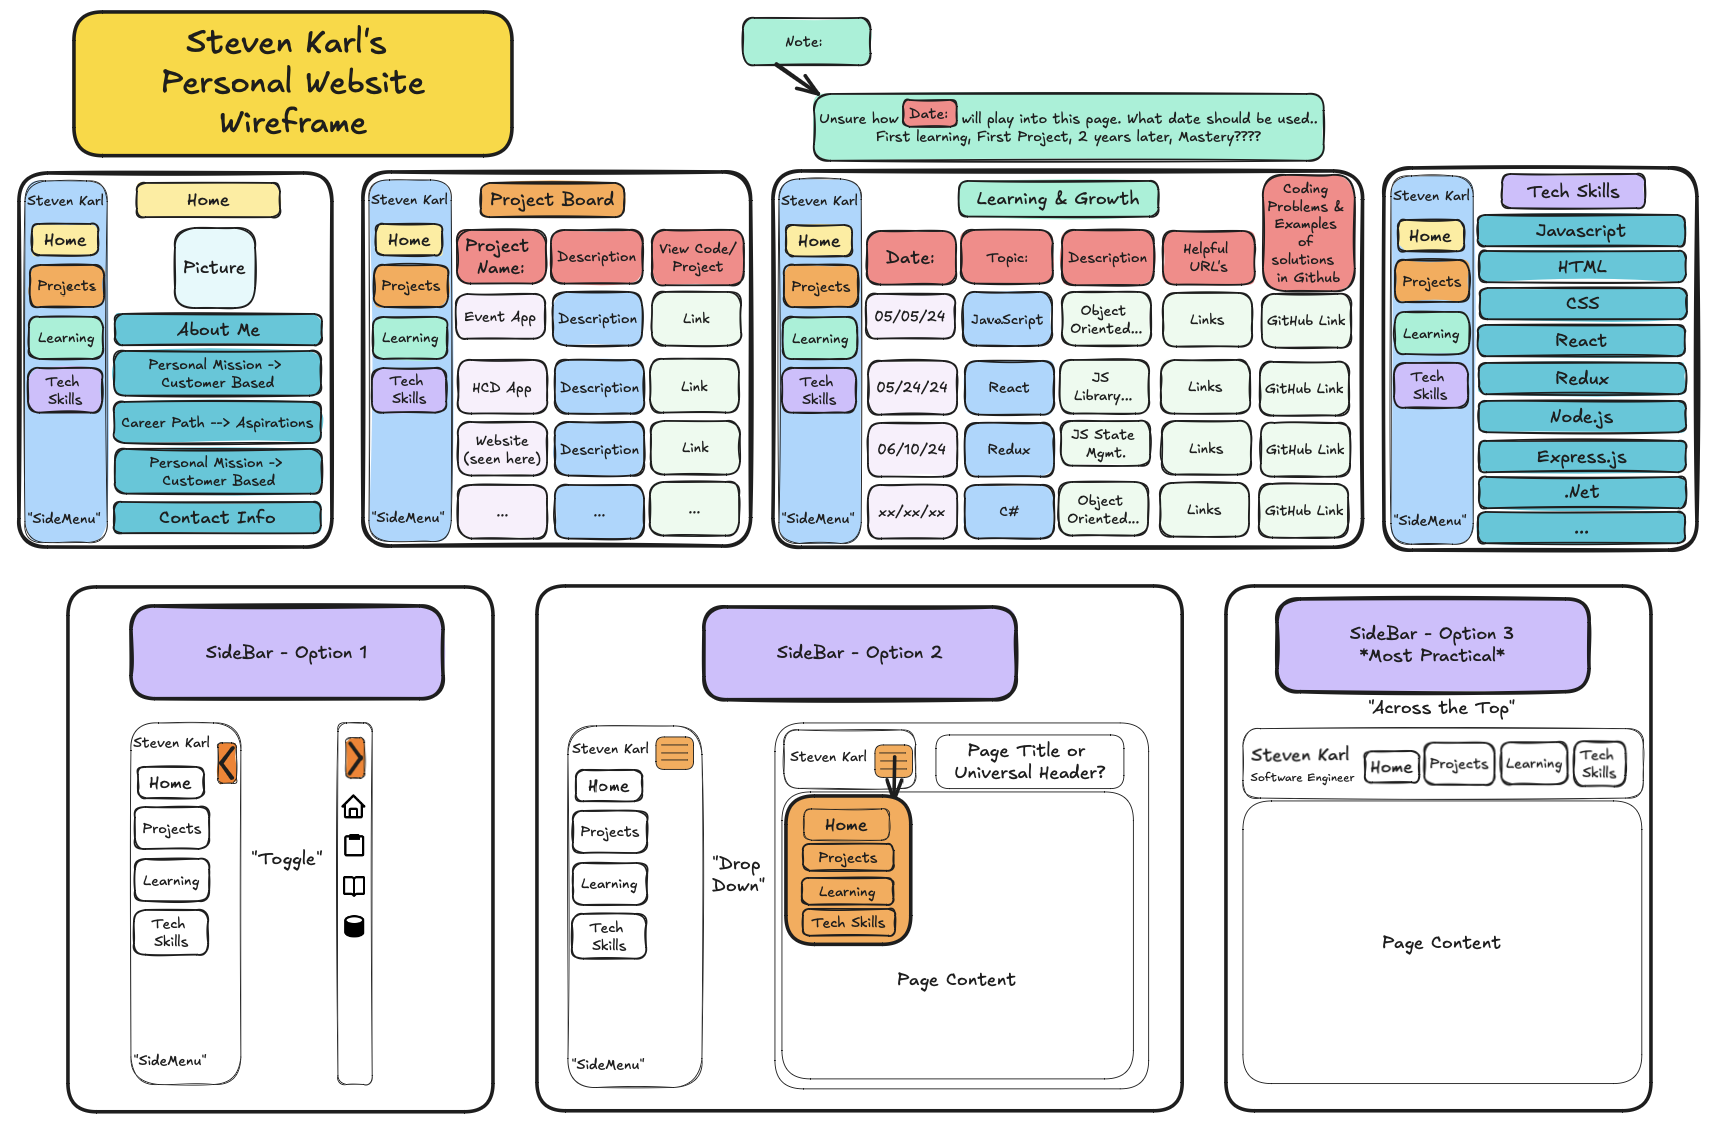 Steven Karl's
Personal Website
Wireframe
Note:
Unsure how Date: will play into this page. What date should be used..
First learning, First Project, 2 years later, Mastery????
Steven Karl
Home
Projects
Learning
Tech
Skills
"SideMenu"
Home
Picture
About Me
Personal Mission ->
Customer Based
Career Path --> Aspirations
Personal Mission ->
Customer Based
Contact Info
Steven Karl
Home
Projects
Learning
Tech
Skills
"SideMenu"
Project Board
Project
Name:
Description
View Code/
Project
Event App
Description
Link
HCD App
Description
Link
Website
(seen here)
Description
Link
...
...
...
Steven Karl
Home
Projects
Learning
Tech
Skills
"SideMenu"
Learning & Growth
Date:
Topic:
Description
Helpful
URL's
Coding
Problems &
Examples
of
solutions
in Github
05/05/24
JavaScript
Object
Oriented...
Links
GitHub Link
05/24/24
React
JS
Library...
Links
GitHub Link
06/10/24
Redux
JS State
Mgmt.
Links
GitHub Link
xx/xx/xx
C#
Object
Oriented...
Links
GitHub Link
Steven Karl
Home
Projects
Learning
Tech
Skills
"SideMenu"
Tech Skills
Javascript
HTML
CSS
React
Redux
Node.js
Express.js
.Net
...
SideBar - Option 1
Steven Karl
Home
Projects
Learning
Tech
Skills
"SideMenu"
"Toggle"
SideBar - Option 2
Steven Karl
Home
Projects
Learning
Tech
Skills
"SideMenu"
"Drop
Down"
Steven Karl
Page Title or
Universal Header?
Home
Projects
Learning
Tech Skills
Page Content
SideBar - Option 3
*Most Practical*
"Across the Top"
Steven Karl
Software Engineer
Home
Projects
Learning
Tech
Skills
Page Content